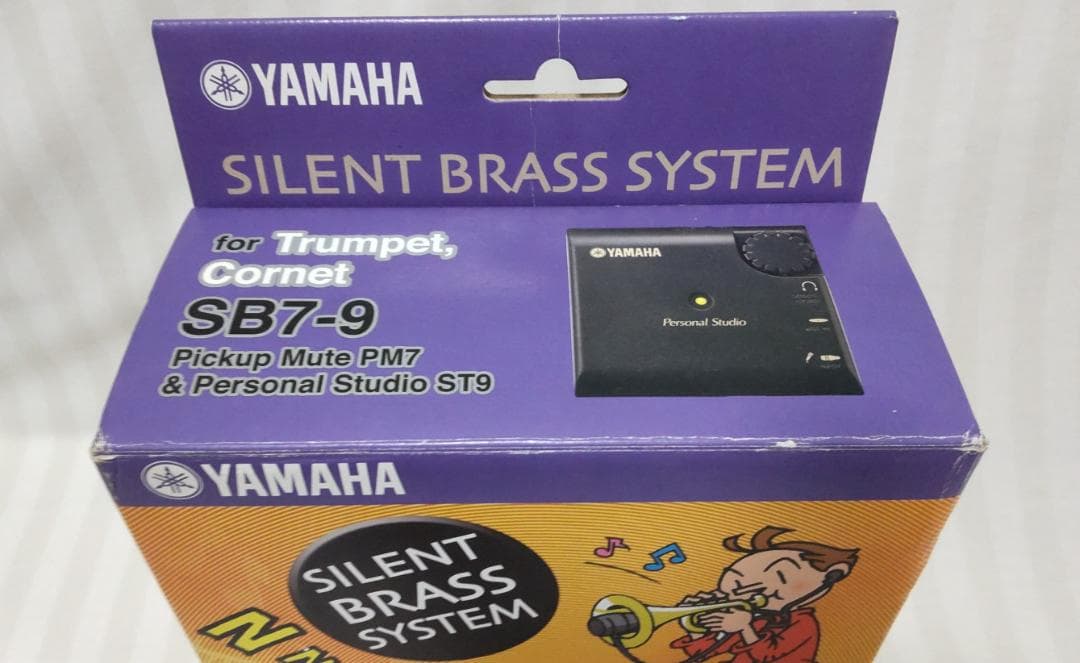 YAMAHA
SILENT BRASS SYSTEM
for Trumpet,
Cornet
SB7-9
Pickup Mute PM7
& Personal Studio ST9
YAMAHA
Personal Studio
YAMAHA
SILENT
BRASS
SYSTEM